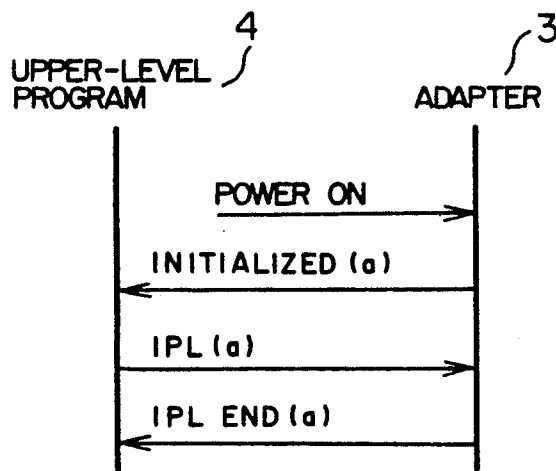 4
3
UPPER-LEVEL
PROGRAM
ADAPTER
POWER ON
INITIALIZED (a)
IPL (a)
IPL END (a)